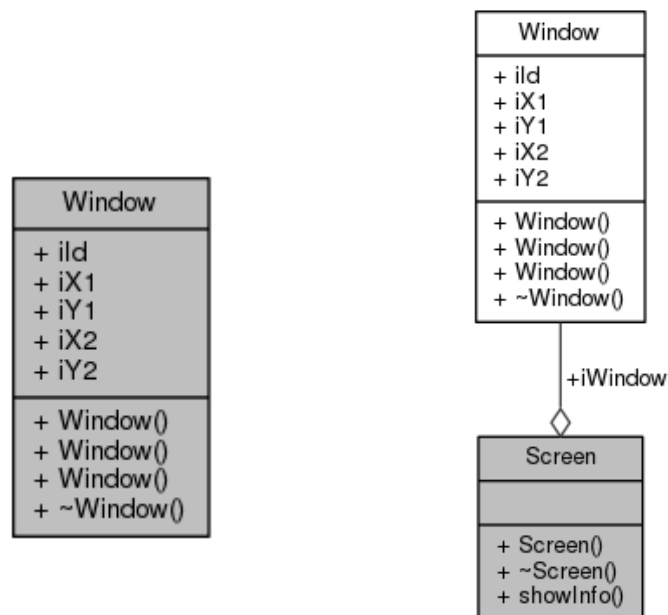 Window
+ iId
+ iX1
+ iY1
+ iX2
+ iY2
+ Window()
+ Window()
+ Window()
+ ~Window()
Window
+ iId
+ iX1
+ iY1
+ iX2
+ iY2
+ Window()
+ Window()
+ Window()
+ ~Window()
+iWindow
Screen
+ Screen()
+ ~Screen()
+ showInfo()